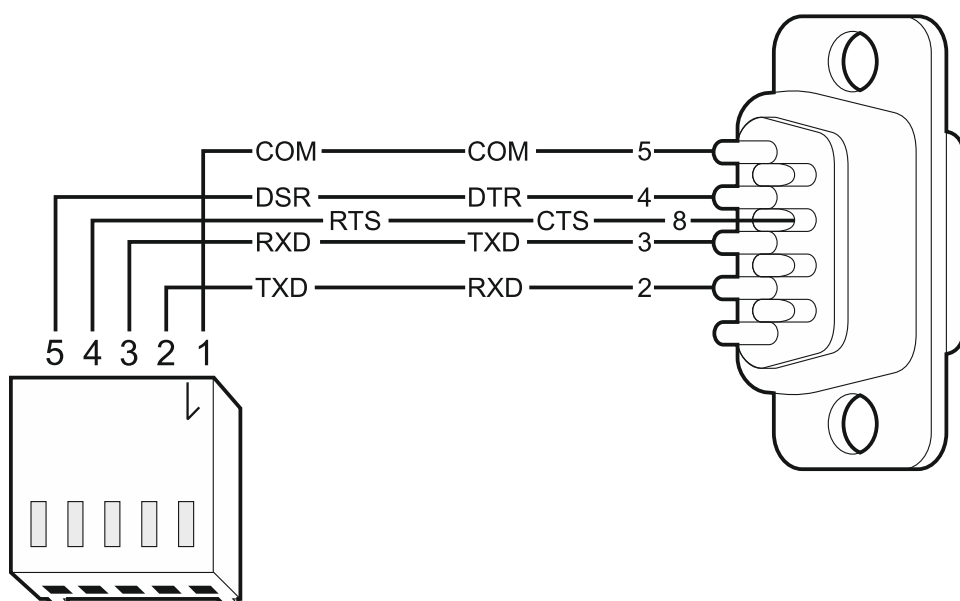 COM COM 5
DSR DTR 4
RTS CTS 8
RXD TXD 3
TXD RXD 2
5 4 3 2 1